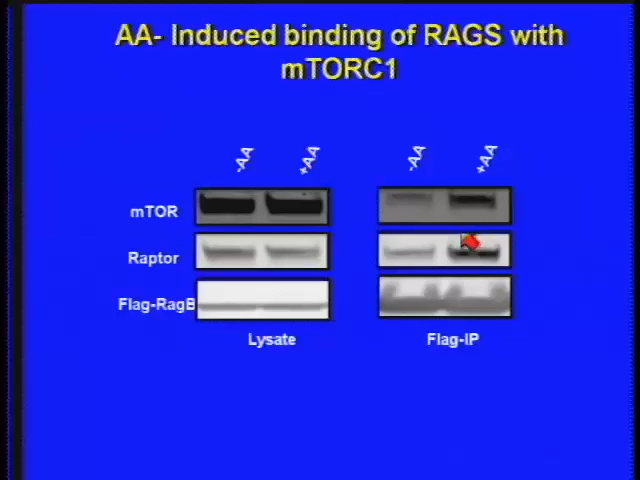 AA- Induced binding of RAGS with
mTORC1
-AA +AA -AA +AA
mTOR
Raptor
Flag-RagB
Lysate Flag-IP